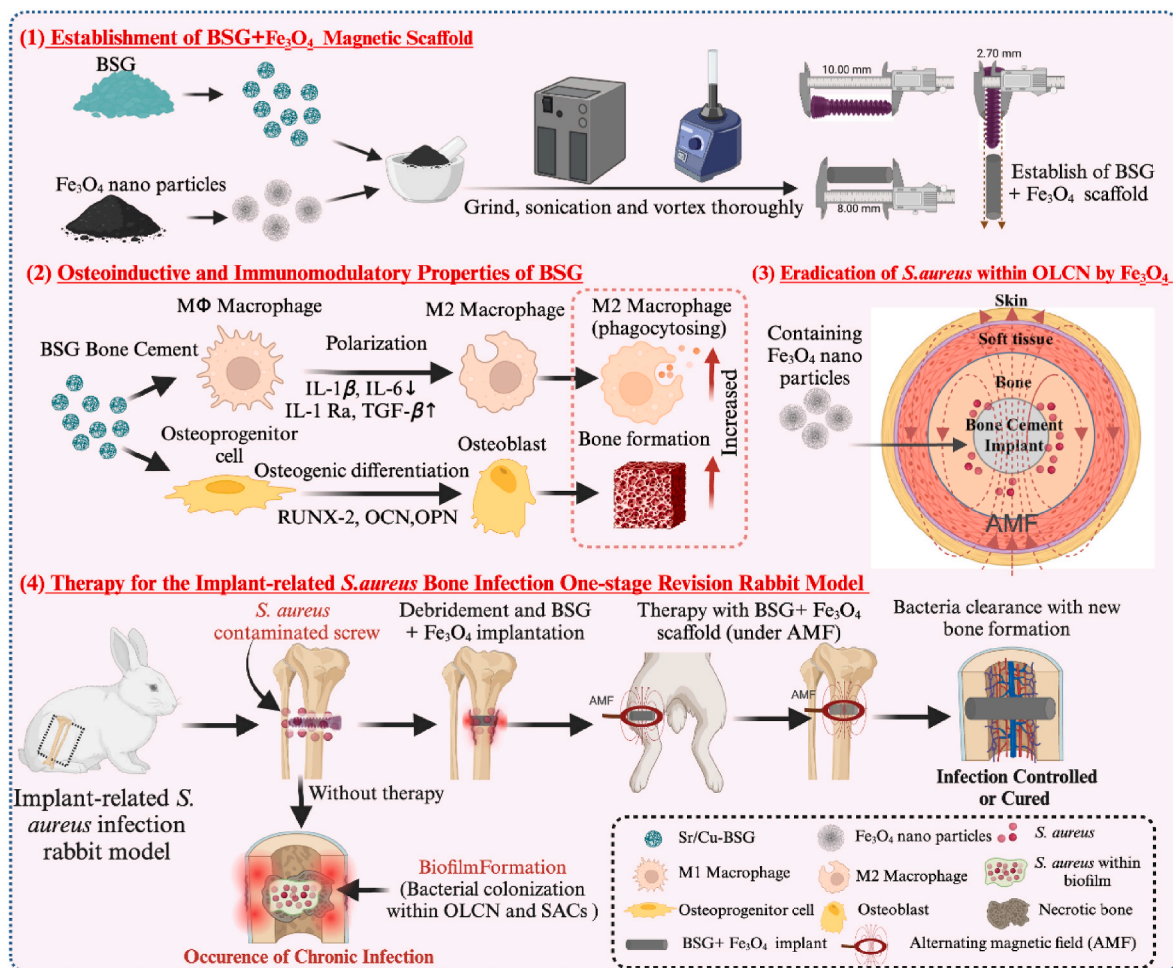 (1) Establishment of BSG+Fe₃O₄ Magnetic Scaffold
BSG
Fe₃O₄ nano particles
Grind, sonication and vortex thoroughly
10.00 mm
8.00 mm
2.70 mm
Establish of BSG
+ Fe₃O₄ scaffold
(2) Osteoinductive and Immunomodulatory Properties of BSG
MΦ Macrophage
BSG Bone Cement
Polarization
IL-1β, IL-6↓
IL-1 Ra, TGF-β↑
M2 Macrophage
M2 Macrophage
(phagocytosing)
Osteoprogenitor
cell
Osteogenic differentiation
RUNX-2, OCN,OPN
Osteoblast
Bone formation
Increased
(3) Eradication of S.aureus within OLCN by Fe₃O₄
Containing
Fe₃O₄ nano
particles
Skin
Soft tissue
Bone
Bone Cement
Implant
AMF
(4) Therapy for the Implant-related S.aureus Bone Infection One-stage Revision Rabbit Model
Implant-related S.
aureus infection
rabbit model
S. aureus
contaminated screw
Debridement and BSG
+ Fe₃O₄ implantation
Therapy with BSG+ Fe₃O₄
scaffold (under AMF)
AMF
AMF
Bacteria clearance with new
bone formation
Infection Controlled
or Cured
Without therapy
BiofilmFormation
(Bacterial colonization
within OLCN and SACs )
Occurence of Chronic Infection
Sr/Cu-BSG
Fe₃O₄ nano particles
S. aureus
M1 Macrophage
M2 Macrophage
S. aureus within
biofilm
Osteoprogenitor cell
Osteoblast
Necrotic bone
BSG+ Fe₃O₄ implant
Alternating magnetic field (AMF)